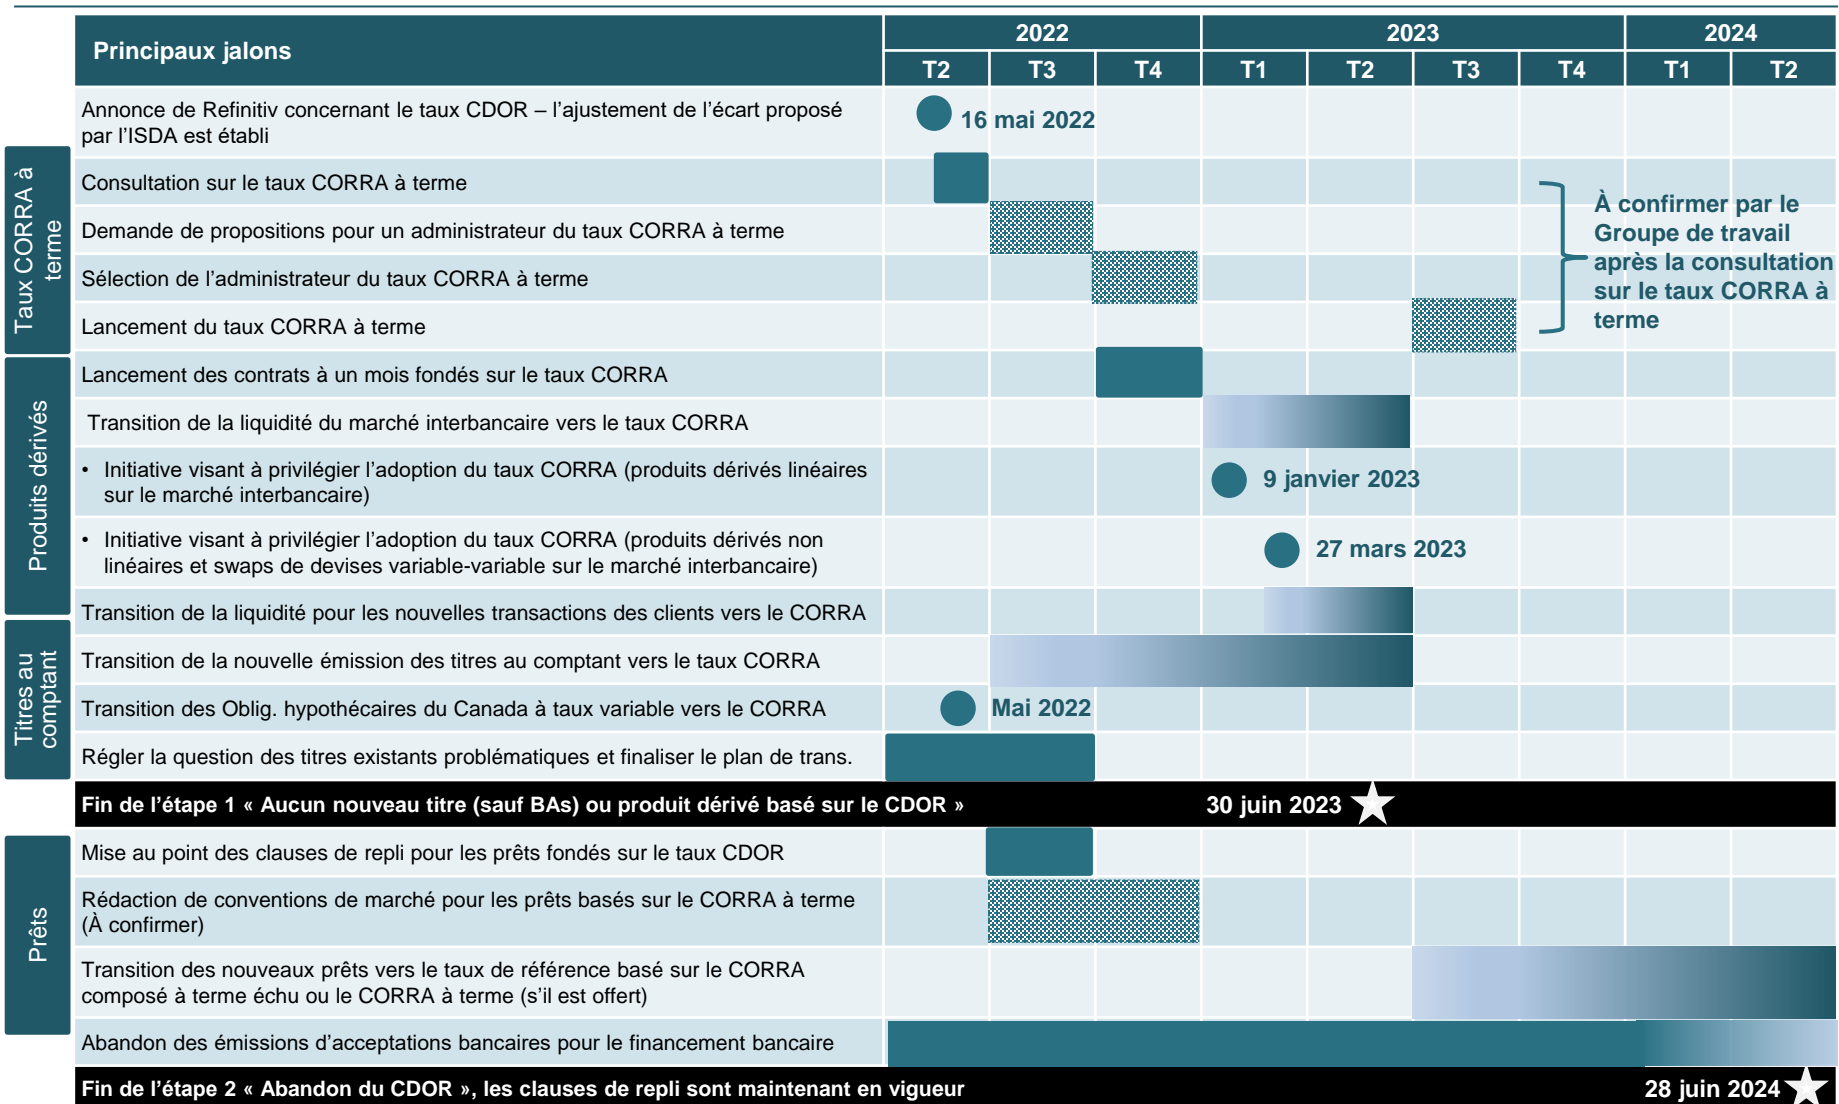 Principaux jalons
2022
2023
2024
T2
T3
T4
T1
T2
T3
T4
T1
T2
Annonce de Refinitiv concernant le taux CDOR – l’ajustement de l’écart proposé
par l’ISDA est établi
16 mai 2022
Taux CORRA à
terme
Consultation sur le taux CORRA à terme
Demande de propositions pour un administrateur du taux CORRA à terme
Sélection de l’administrateur du taux CORRA à terme
Lancement du taux CORRA à terme
À confirmer par le
Groupe de travail
après la consultation
sur le taux CORRA à
terme
Produits dérivés
Lancement des contrats à un mois fondés sur le taux CORRA
Transition de la liquidité du marché interbancaire vers le taux CORRA
• Initiative visant à privilégier l’adoption du taux CORRA (produits dérivés linéaires
sur le marché interbancaire)
9 janvier 2023
• Initiative visant à privilégier l’adoption du taux CORRA (produits dérivés non
linéaires et swaps de devises variable-variable sur le marché interbancaire)
27 mars 2023
Transition de la liquidité pour les nouvelles transactions des clients vers le CORRA
Titres au
comptant
Transition de la nouvelle émission des titres au comptant vers le taux CORRA
Transition des Oblig. hypothécaires du Canada à taux variable vers le CORRA
Mai 2022
Régler la question des titres existants problématiques et finaliser le plan de trans.
Fin de l’étape 1 « Aucun nouveau titre (sauf BAs) ou produit dérivé basé sur le CDOR »
30 juin 2023
Prêts
Mise au point des clauses de repli pour les prêts fondés sur le taux CDOR
Rédaction de conventions de marché pour les prêts basés sur le CORRA à terme
(À confirmer)
Transition des nouveaux prêts vers le taux de référence basé sur le CORRA
composé à terme échu ou le CORRA à terme (s’il est offert)
Abandon des émissions d’acceptations bancaires pour le financement bancaire
Fin de l’étape 2 « Abandon du CDOR », les clauses de repli sont maintenant en vigueur
28 juin 2024